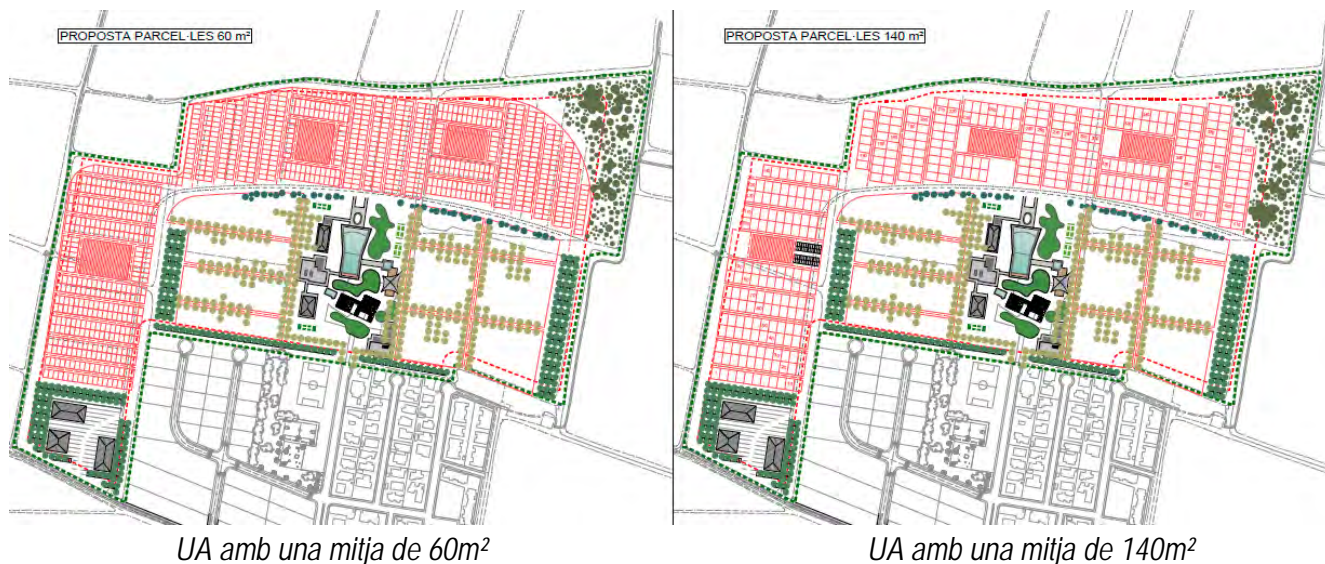 PROPOSTA PARCEL·LES 60 m²
PROPOSTA PARCEL·LES 140 m²
UA amb una mitja de 60m²
UA amb una mitja de 140m²